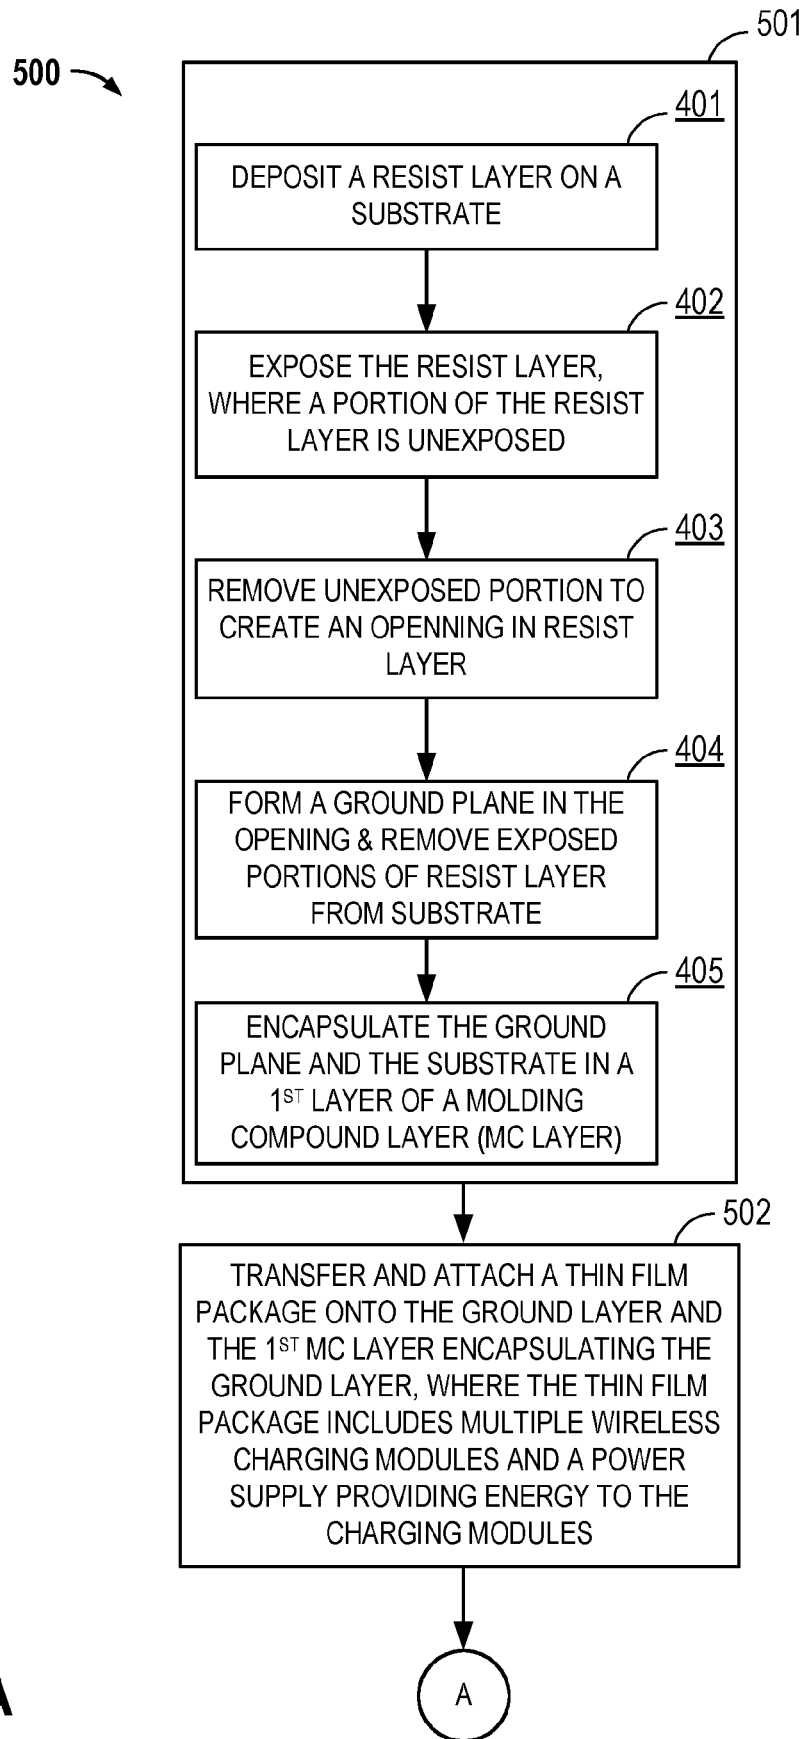 501
500
401
DEPOSIT A RESIST LAYER ON A
SUBSTRATE
402
EXPOSE THE RESIST LAYER,
WHERE A PORTION OF THE RESIST
LAYER IS UNEXPOSED
403
REMOVE UNEXPOSED PORTION TO
CREATE AN OPENNING IN RESIST
LAYER
404
FORM A GROUND PLANE IN THE
OPENING & REMOVE EXPOSED
PORTIONS OF RESIST LAYER
FROM SUBSTRATE
405
ENCAPSULATE THE GROUND
PLANE AND THE SUBSTRATE IN A
1ST LAYER OF A MOLDING
COMPOUND LAYER (MC LAYER)
502
TRANSFER AND ATTACH A THIN FILM
PACKAGE ONTO THE GROUND LAYER AND
THE 1ST MC LAYER ENCAPSULATING THE
GROUND LAYER, WHERE THE THIN FILM
PACKAGE INCLUDES MULTIPLE WIRELESS
CHARGING MODULES AND A POWER
SUPPLY PROVIDING ENERGY TO THE
CHARGING MODULES
A
A